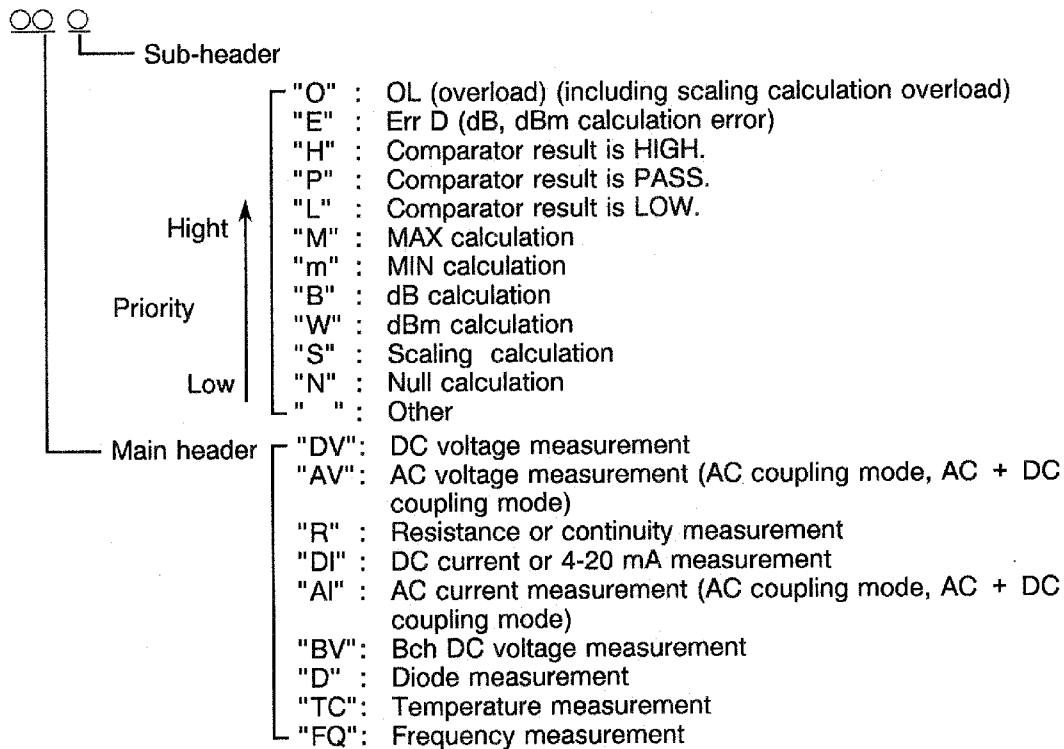 ○○ ○
Sub-header
"O" : OL (overload) (including scaling calculation overload)
"E" : Err D (dB, dBm calculation error)
"H" : Comparator result is HIGH.
"P" : Comparator result is PASS.
"L" : Comparator result is LOW.
Hight
"M" : MAX calculation
"m" : MIN calculation
Priority
"B" : dB calculation
"W" : dBm calculation
"S" : Scaling calculation
Low
"N" : Null calculation
" " : Other
Main header
"DV": DC voltage measurement
"AV": AC voltage measurement (AC coupling mode, AC + DC
coupling mode)
"R" : Resistance or continuity measurement
"DI" : DC current or 4-20 mA measurement
"AI" : AC current measurement (AC coupling mode, AC + DC
coupling mode)
"BV": Bch DC voltage measurement
"D" : Diode measurement
"TC": Temperature measurement
"FQ": Frequency measurement